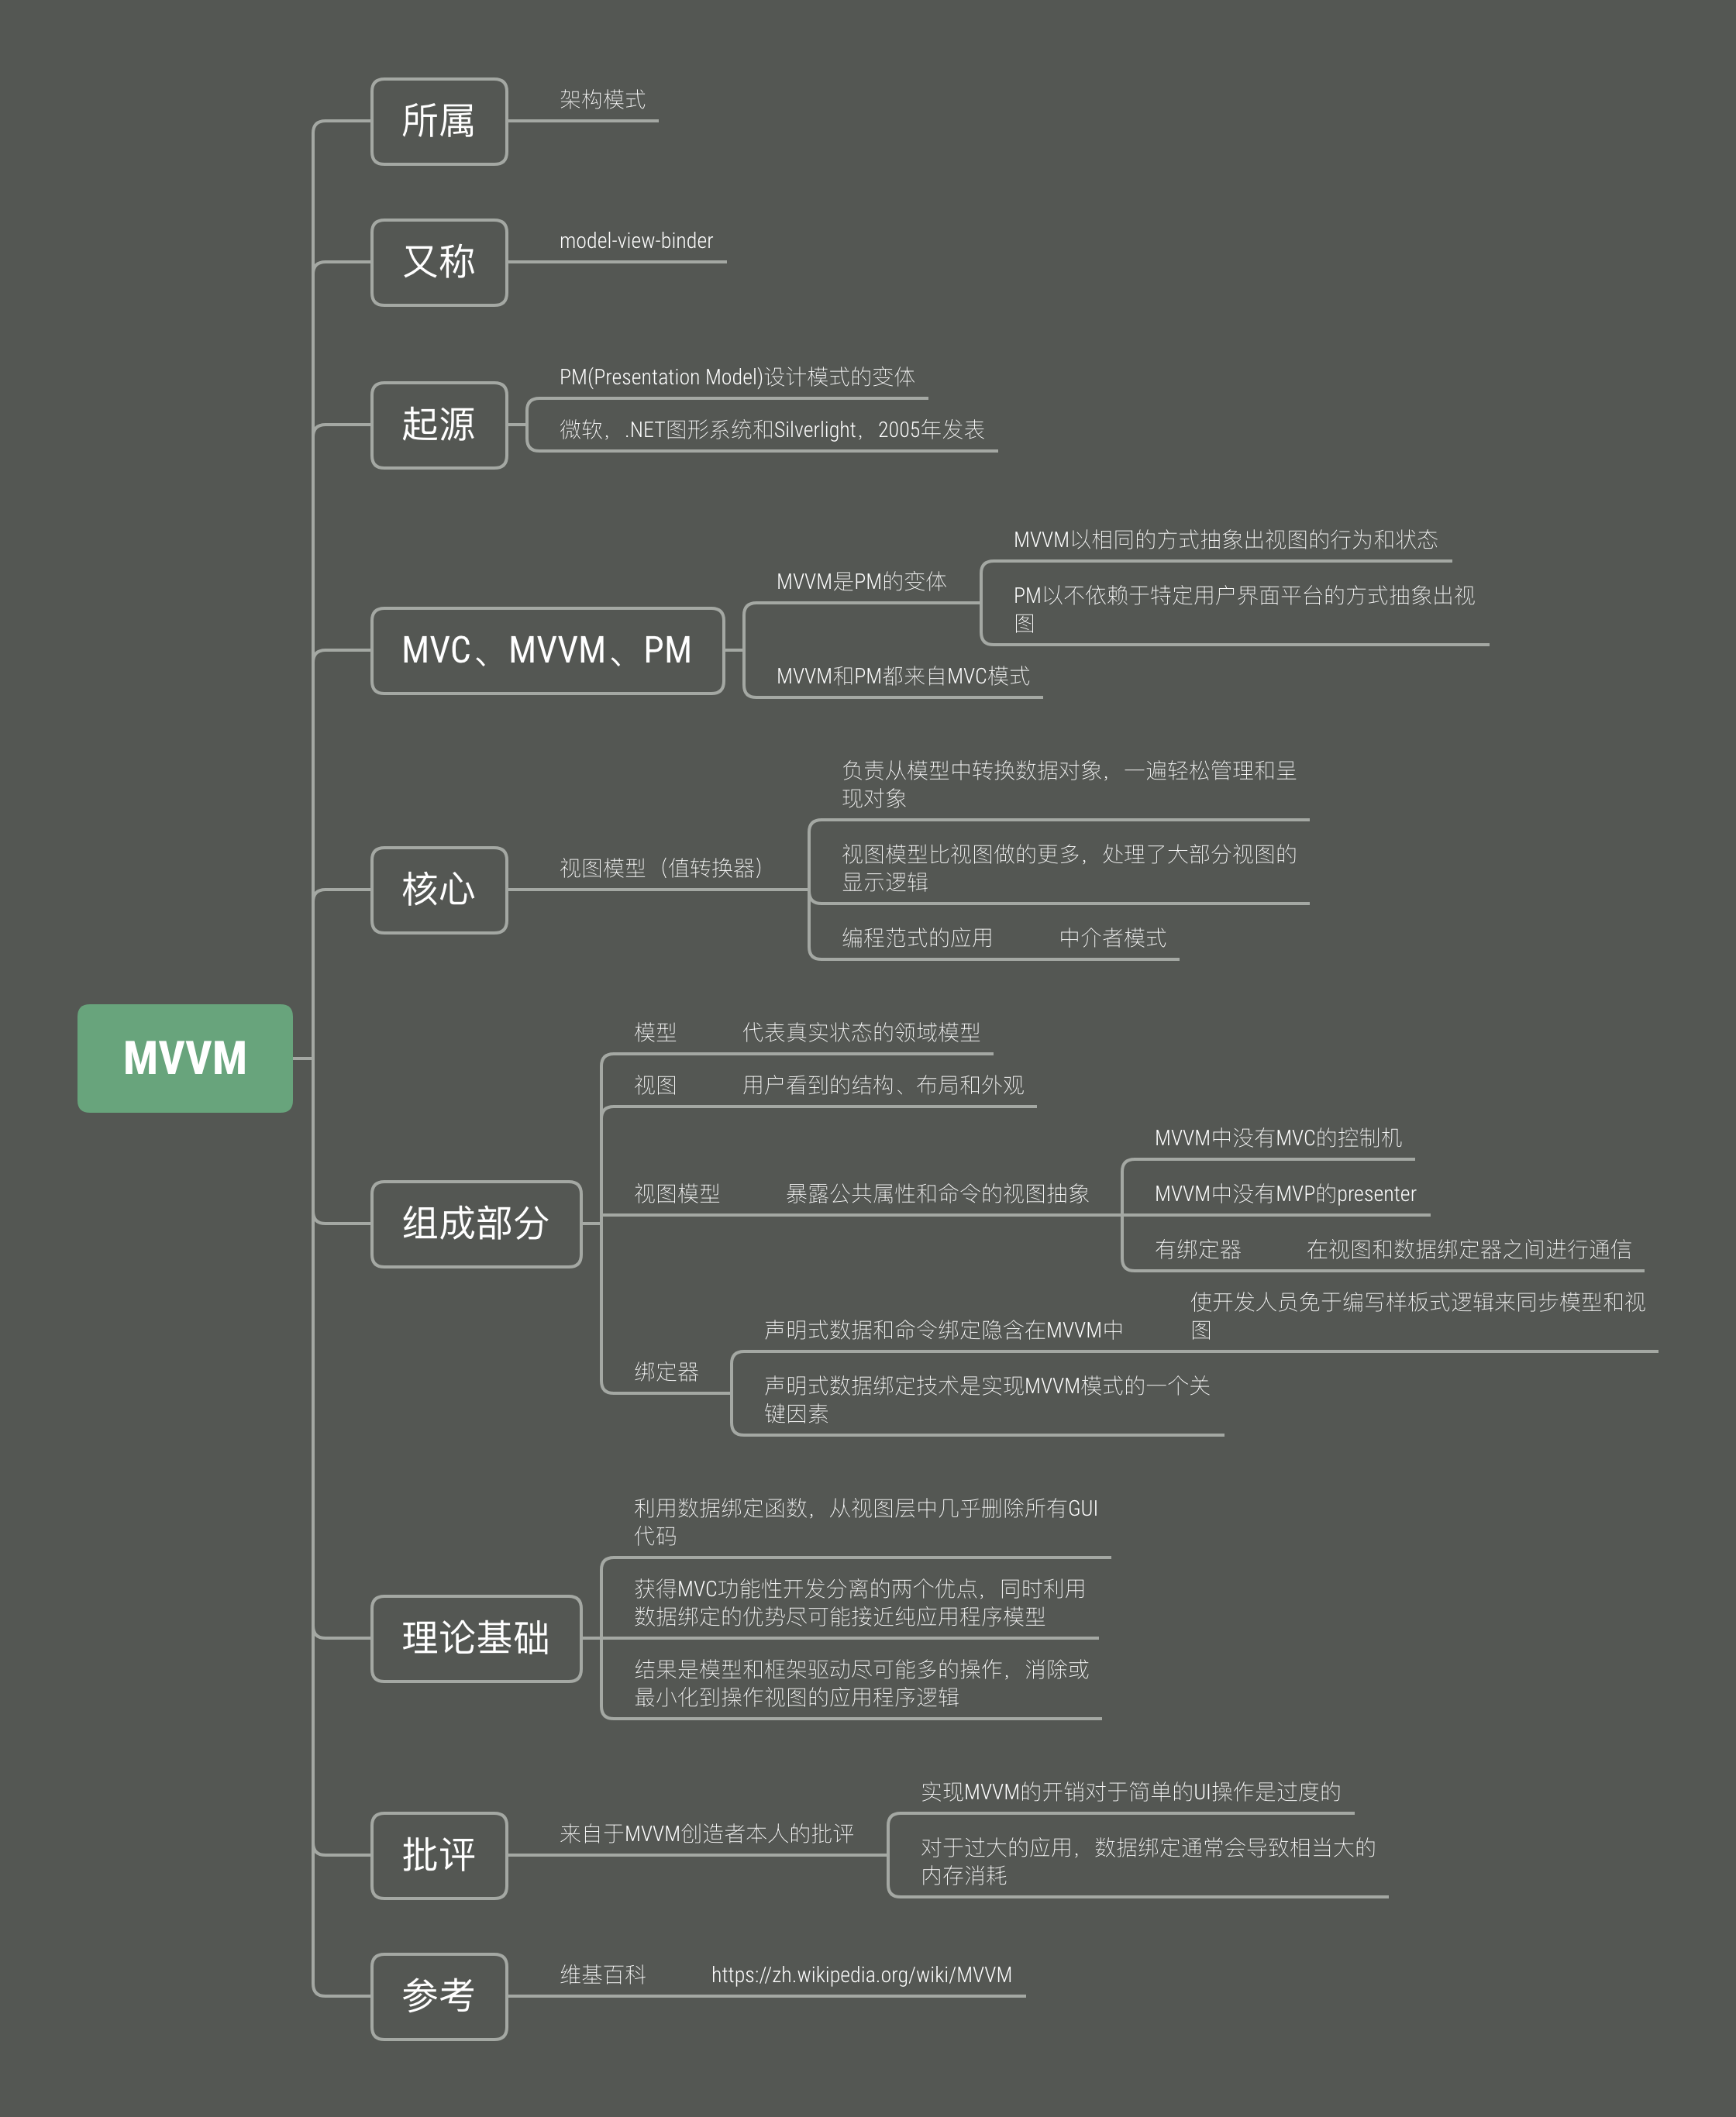 MVVM
所属
架构模式
又称
model-view-binder
起源
PM(Presentation Model)设计模式的变体
微软，.NET图形系统和Silverlight，2005年发表
MVC、MVVM、PM
MVVM是PM的变体
MVVM以相同的方式抽象出视图的行为和状态
PM以不依赖于特定用户界面平台的方式抽象出视
图
MVVM和PM都来自MVC模式
核心
视图模型（值转换器）
负责从模型中转换数据对象，一遍轻松管理和呈
现对象
视图模型比视图做的更多，处理了大部分视图的
显示逻辑
编程范式的应用
中介者模式
组成部分
模型
代表真实状态的领域模型
视图
用户看到的结构、布局和外观
视图模型
暴露公共属性和命令的视图抽象
MVVM中没有MVC的控制机
MVVM中没有MVP的presenter
有绑定器
在视图和数据绑定器之间进行通信
绑定器
声明式数据和命令绑定隐含在MVVM中
使开发人员免于编写样板式逻辑来同步模型和视
图
声明式数据绑定技术是实现MVVM模式的一个关
键因素
理论基础
利用数据绑定函数，从视图层中几乎删除所有GUI
代码
获得MVC功能性开发分离的两个优点，同时利用
数据绑定的优势尽可能接近纯应用程序模型
结果是模型和框架驱动尽可能多的操作，消除或
最小化到操作视图的应用程序逻辑
批评
来自于MVVM创造者本人的批评
实现MVVM的开销对于简单的UI操作是过度的
对于过大的应用，数据绑定通常会导致相当大的
内存消耗
参考
维基百科
https://zh.wikipedia.org/wiki/MVVM